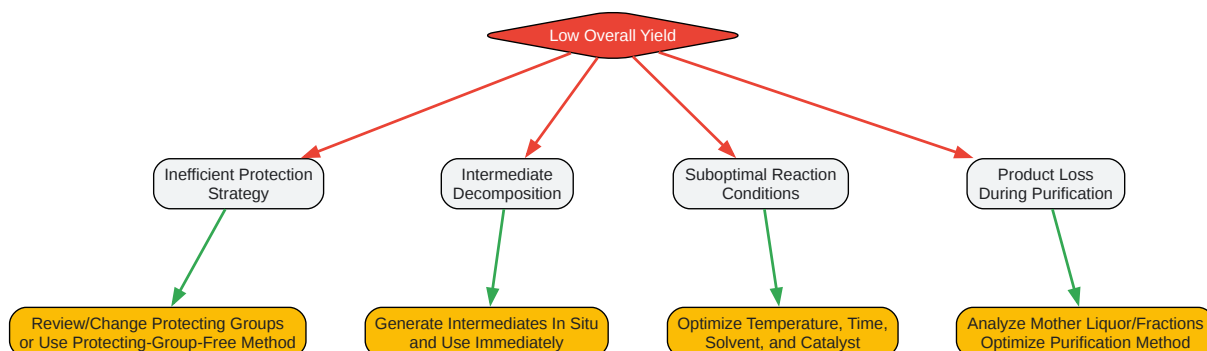 Low Overall Yield
Inefficient Protection
Strategy
Intermediate
Decomposition
Suboptimal Reaction
Conditions
Product Loss
During Purification
Review/Change Protecting Groups
or Use Protecting-Group-Free Method
Generate Intermediates In Situ
and Use Immediately
Optimize Temperature, Time,
Solvent, and Catalyst
Analyze Mother Liquor/Fractions
Optimize Purification Method